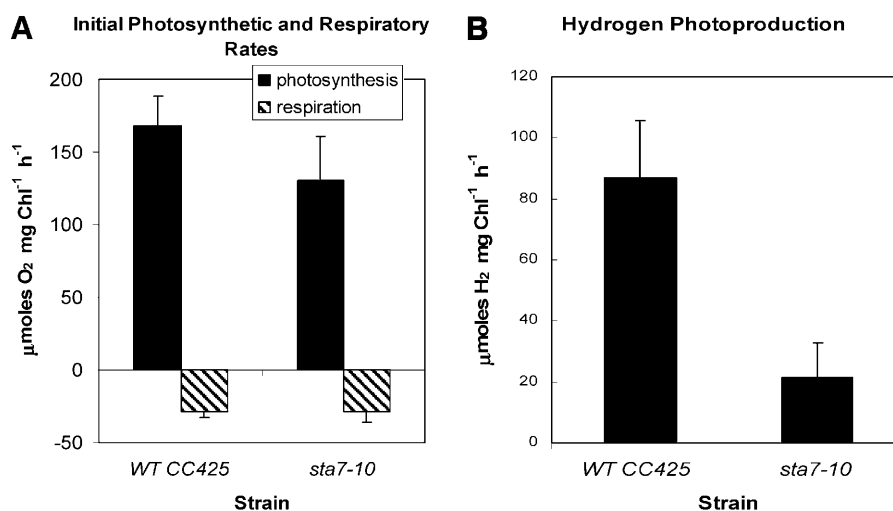 A
Initial Photosynthetic and Respiratory
Rates
µmoles O₂ mg Chl⁻¹ h⁻¹
200
150
100
50
0
-50
photosynthesis
respiration
WT CC425
sta7-10
Strain
B
Hydrogen Photoproduction
µmoles H₂ mg Chl⁻¹ h⁻¹
120
100
80
60
40
20
0
WT CC425
sta7-10
Strain